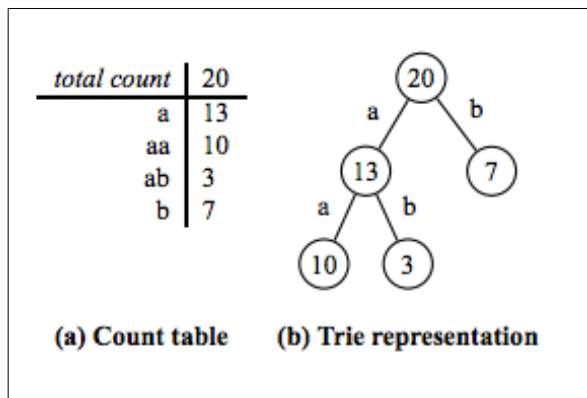 total count 20
a 13
aa 10
ab 3
b 7
(a) Count table
20
a b
13 7
a b
10 3
(b) Trie representation